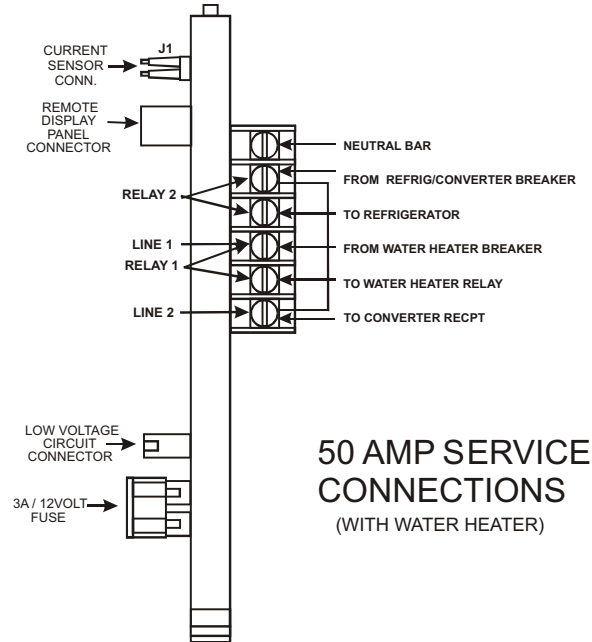 J1
CURRENT
SENSOR
CONN.
REMOTE
DISPLAY
PANEL
CONNECTOR
NEUTRAL BAR
FROM REFRIG/CONVERTER BREAKER
RELAY 2
TO REFRIGERATOR
LINE 1
FROM WATER HEATER BREAKER
RELAY 1
TO WATER HEATER RELAY
LINE 2
TO CONVERTER RECPT
LOW VOLTAGE
CIRCUIT
CONNECTOR
3A / 12VOLT
FUSE
50 AMP SERVICE
CONNECTIONS
(WITH WATER HEATER)